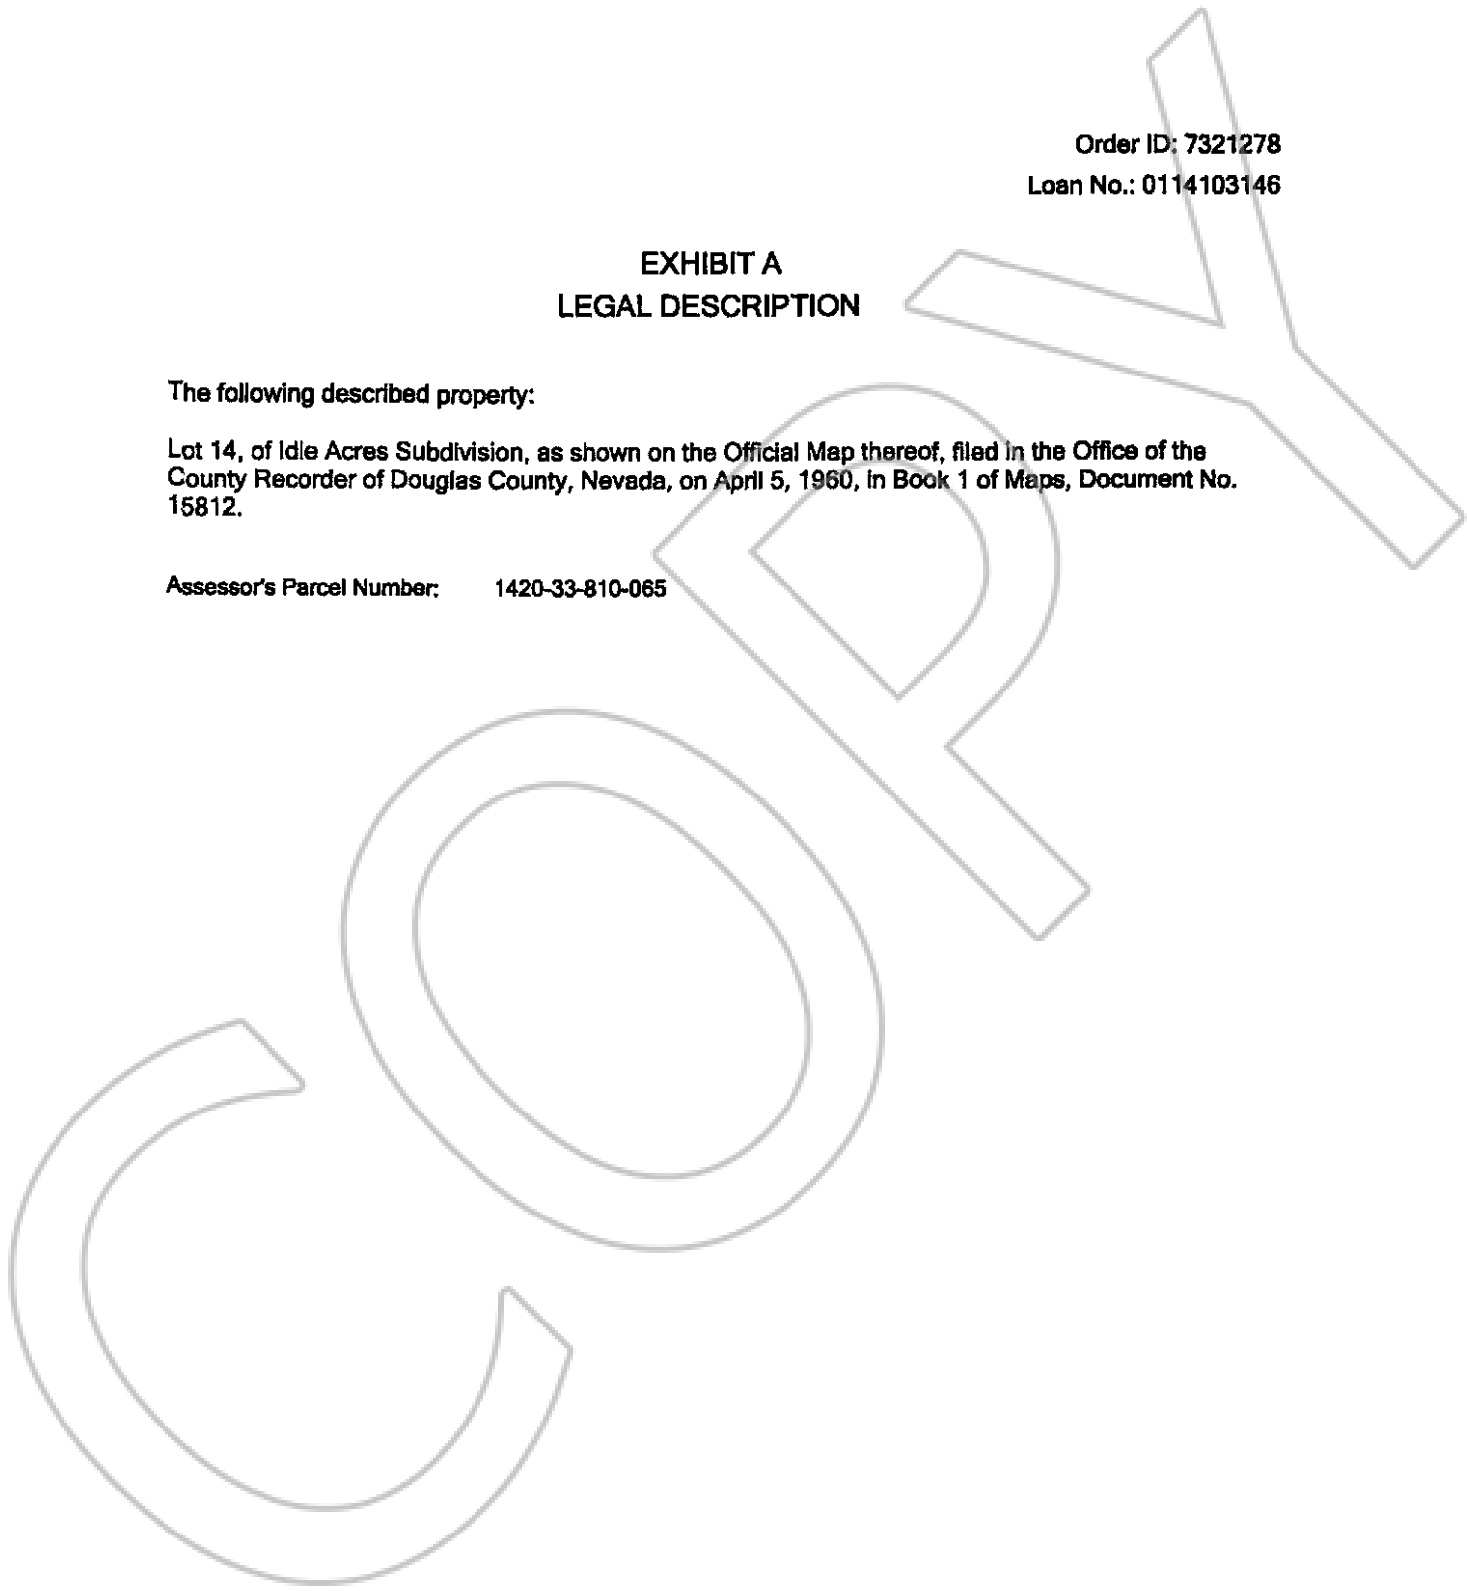 Order ID: 7321278
Loan No.: 0114103146
EXHIBIT A
LEGAL DESCRIPTION
The following described property:
Lot 14, of Idle Acres Subdivision, as shown on the Official Map thereof, filed in the Office of the
County Recorder of Douglas County, Nevada, on April 5, 1960, in Book 1 of Maps, Document No.
15812.
Assessor's Parcel Number: 1420-33-810-065
COPY